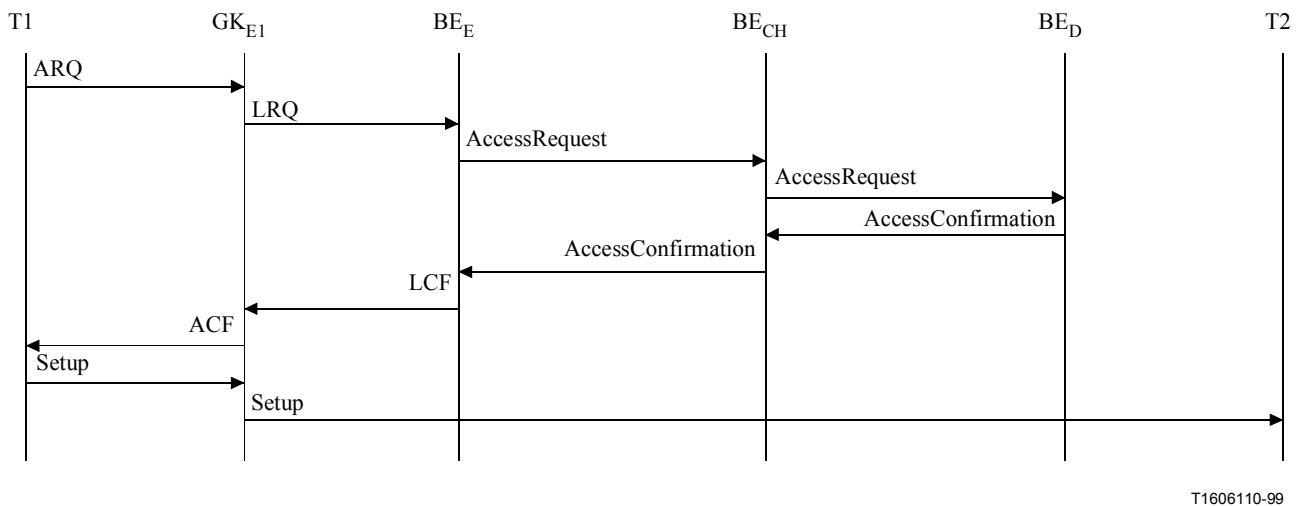 T1 GK_E1 BE_E BE_CH BE_D T2
ARQ
LRQ
AccessRequest
AccessRequest
AccessConfirmation
AccessConfirmation
LCF
ACF
Setup
Setup
T1606110-99